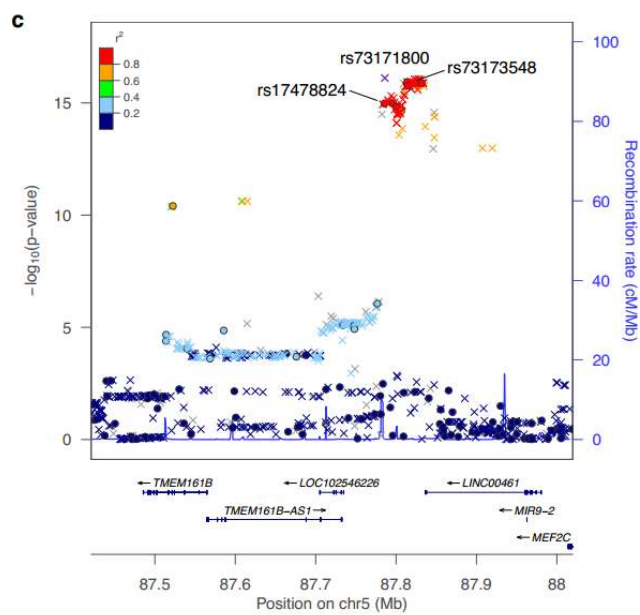 c
r²
0.8
0.6
0.4
0.2
rs73171800
rs73173548
rs17478824
15
10
5
0
−log₁₀(p−value)
100
80
60
40
20
0
Recombination rate (cM/Mb)
←TMEM161B
←LOC102546226
←LINC00461
TMEM161B−AS1→
←MIR9−2
←MEF2C
87.5 87.6 87.7 87.8 87.9 88
Position on chr5 (Mb)